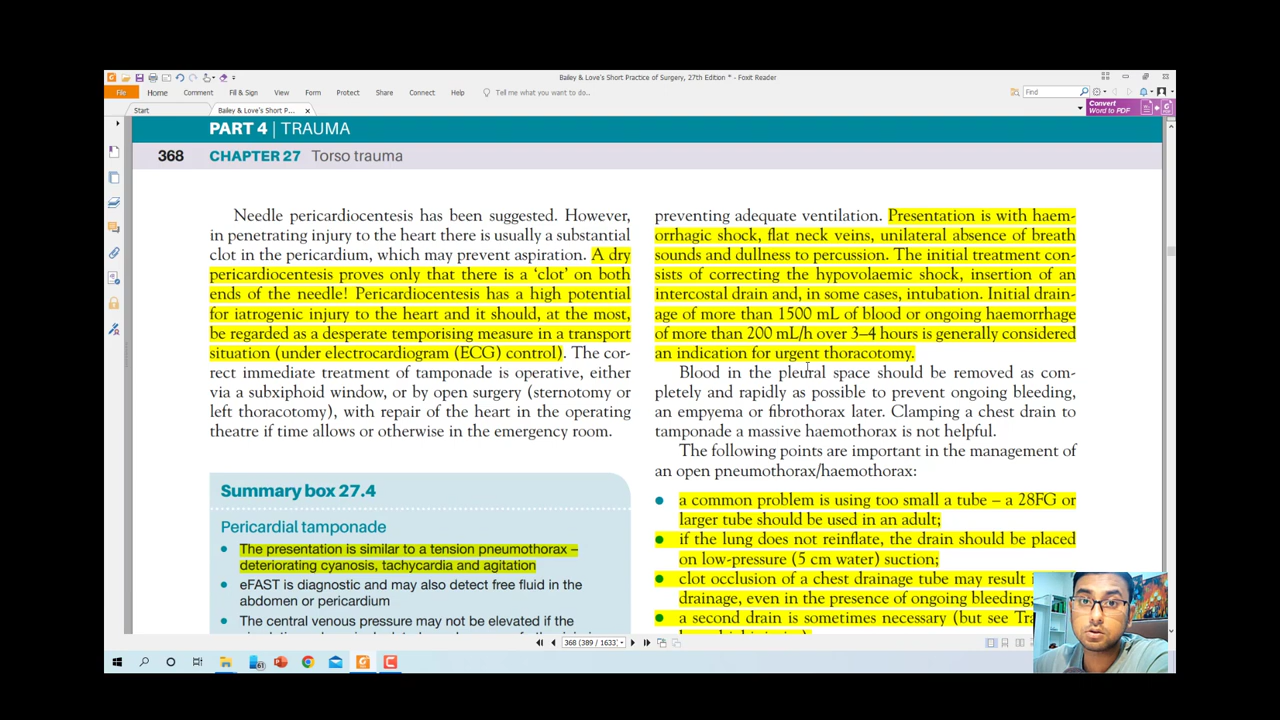 Bailey & Love's Short Practice of Surgery, 27th Edition * - Foxit Reader
File Home Comment Fill & Sign View Form Protect Share Connect Help Tell me what you want to do.. Find
Start Bailey & Love's Short P... ×
Convert
Word to PDF
PART 4 | TRAUMA
368 CHAPTER 27 Torso trauma
Needle pericardiocentesis has been suggested. However,
in penetrating injury to the heart there is usually a substantial
clot in the pericardium, which may prevent aspiration. A dry
pericardiocentesis proves only that there is a ‘clot’ on both
ends of the needle! Pericardiocentesis has a high potential
for iatrogenic injury to the heart and it should, at the most,
be regarded as a desperate temporising measure in a transport
situation (under electrocardiogram (ECG) control). The cor-
rect immediate treatment of tamponade is operative, either
via a subxiphoid window, or by open surgery (sternotomy or
left thoracotomy), with repair of the heart in the operating
theatre if time allows or otherwise in the emergency room.
Summary box 27.4
Pericardial tamponade
● The presentation is similar to a tension pneumothorax –
deteriorating cyanosis, tachycardia and agitation
● eFAST is diagnostic and may also detect free fluid in the
abdomen or pericardium
● The central venous pressure may not be elevated if the
preventing adequate ventilation. Presentation is with haem-
orrhagic shock, flat neck veins, unilateral absence of breath
sounds and dullness to percussion. The initial treatment con-
sists of correcting the hypovolaemic shock, insertion of an
intercostal drain and, in some cases, intubation. Initial drain-
age of more than 1500 mL of blood or ongoing haemorrhage
of more than 200 mL/h over 3–4 hours is generally considered
an indication for urgent thoracotomy.
Blood in the pleural space should be removed as com-
pletely and rapidly as possible to prevent ongoing bleeding,
an empyema or fibrothorax later. Clamping a chest drain to
tamponade a massive haemothorax is not helpful.
The following points are important in the management of
an open pneumothorax/haemothorax:
● a common problem is using too small a tube – a 28FG or
larger tube should be used in an adult;
● if the lung does not reinflate, the drain should be placed
on low-pressure (5 cm water) suction;
● clot occlusion of a chest drainage tube may result
drainage, even in the presence of ongoing bleeding;
● a second drain is sometimes necessary (but see
368 (389 / 1633)
61